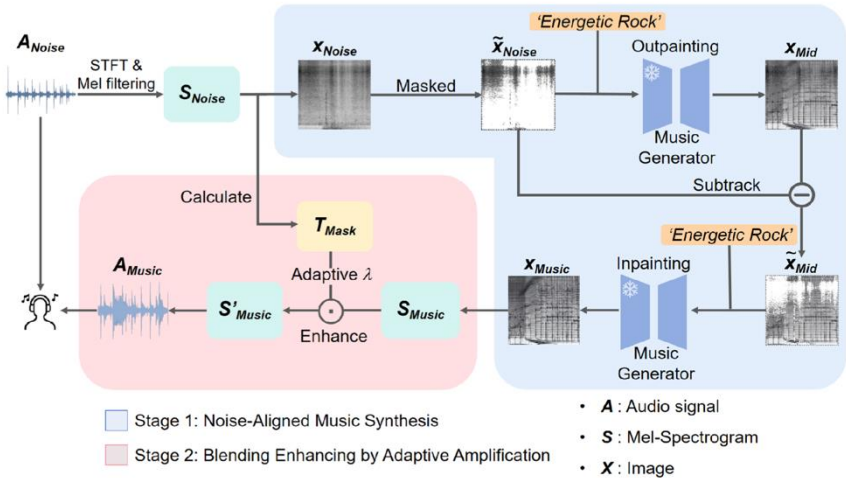 A_Noise
STFT &
Mel filtering
S_Noise
x_Noise
Masked
x̃_Noise
'Energetic Rock'
Outpainting
Music
Generator
x_Mid
Subtrack
Calculate
T_Mask
Adaptive λ
Enhance
A_Music
S'_Music
S_Music
x_Music
Inpainting
Music
Generator
'Energetic Rock'
x̃_Mid
Stage 1: Noise-Aligned Music Synthesis
Stage 2: Blending Enhancing by Adaptive Amplification
• A : Audio signal
• S : Mel-Spectrogram
• X : Image